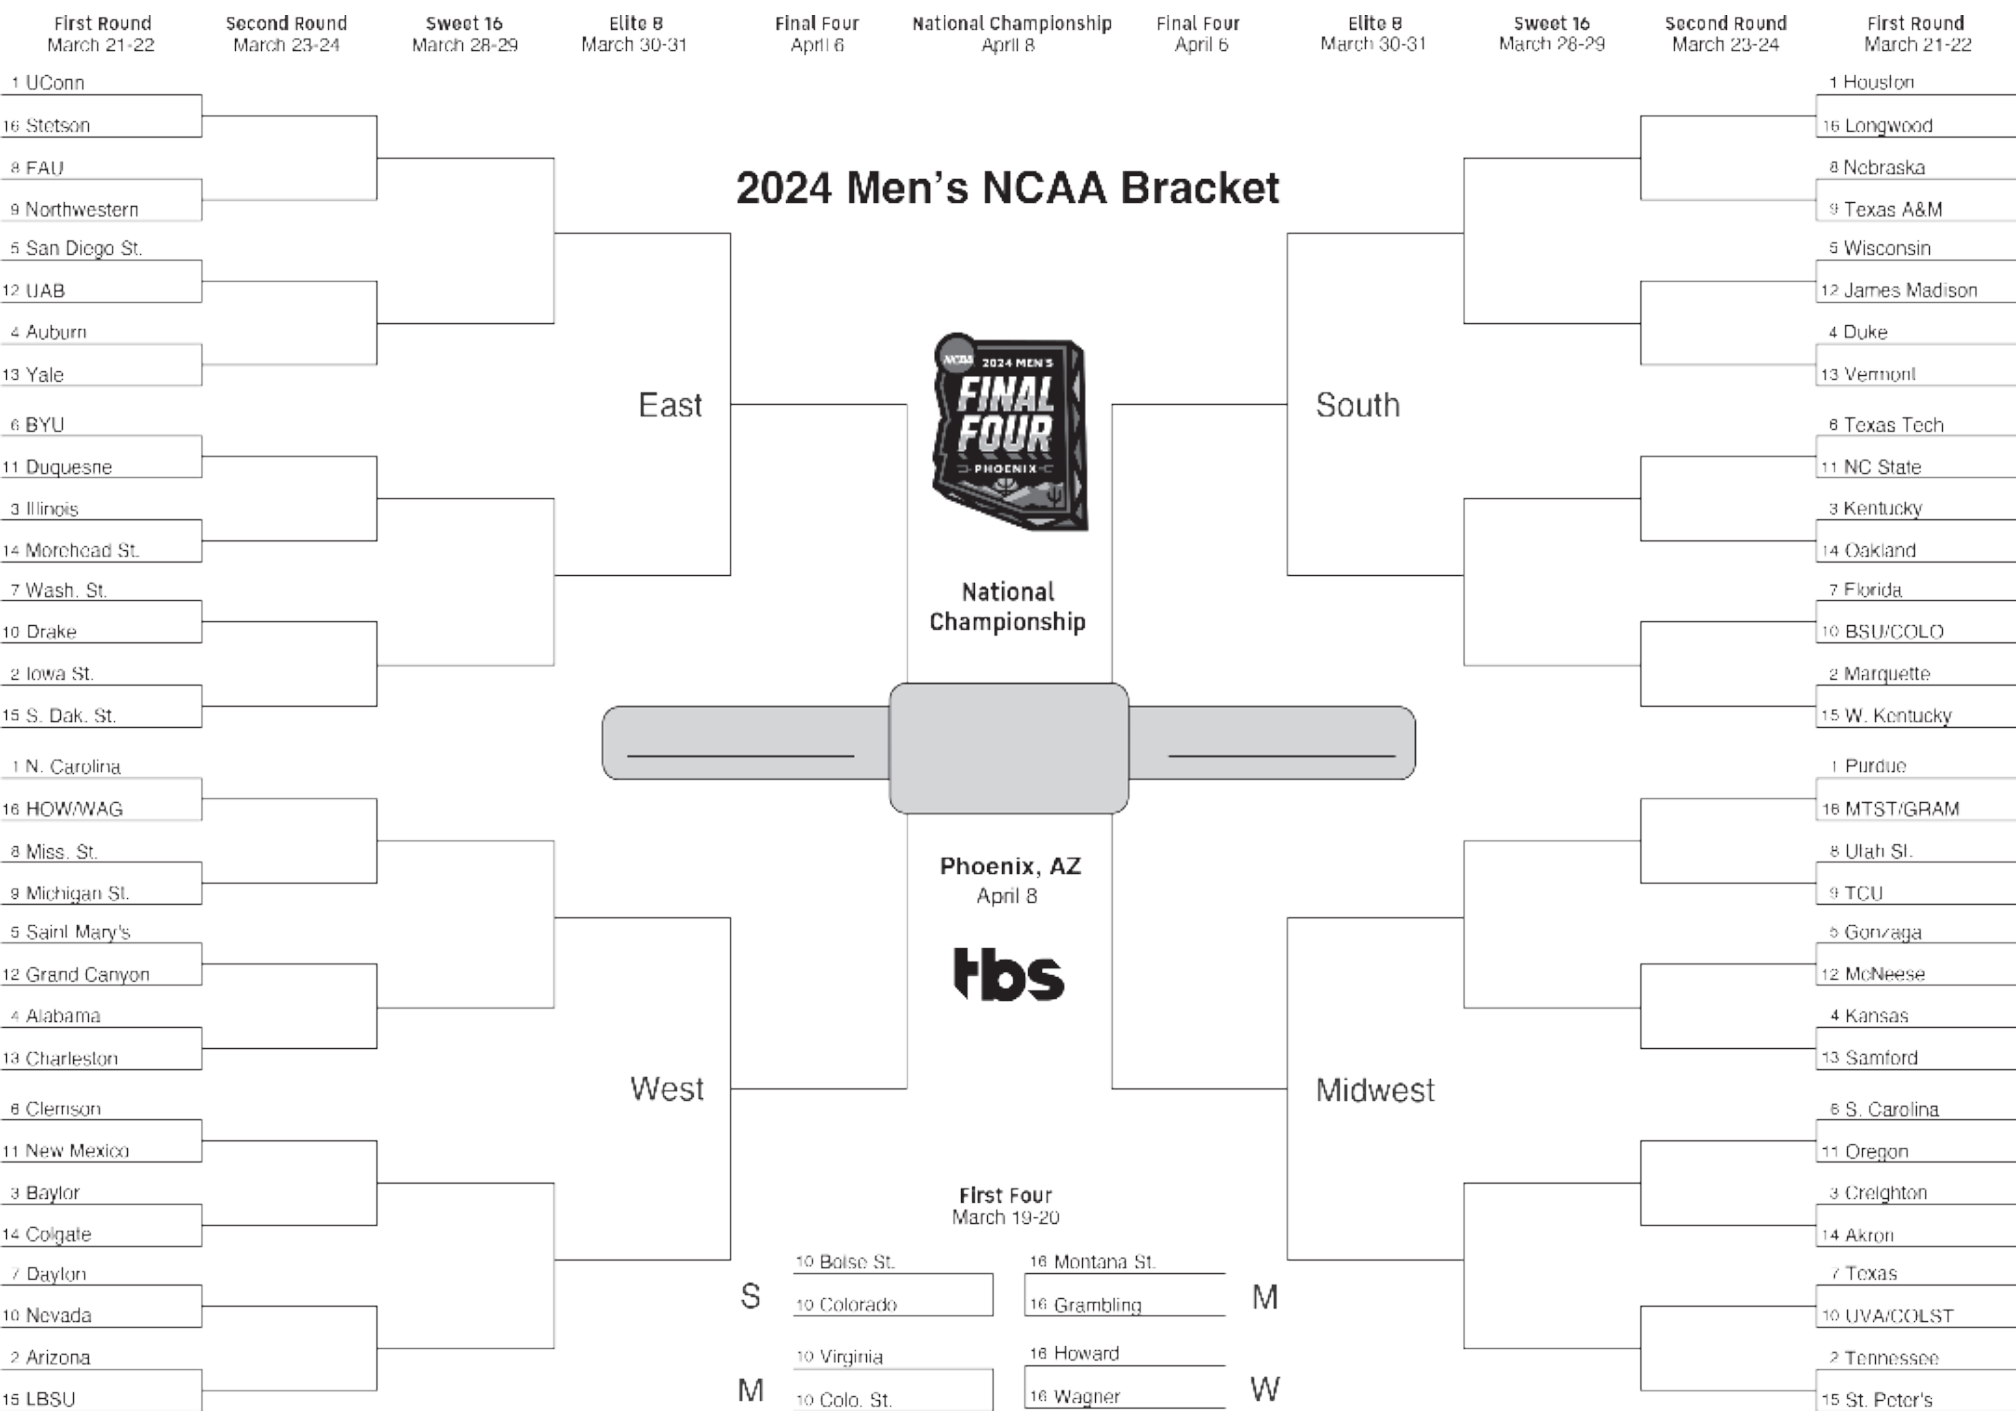 First Round
March 21-22
Second Round
March 23-24
Sweet 16
March 28-29
Elite 8
March 30-31
Final Four
April 6
National Championship
April 8
Final Four
April 6
Elite 8
March 30-31
Sweet 16
March 28-29
Second Round
March 23-24
First Round
March 21-22
2024 Men's NCAA Bracket
1 UConn
16 Stetson
8 FAU
9 Northwestern
5 San Diego St.
12 UAB
4 Auburn
13 Yale
6 BYU
11 Duquesne
3 Illinois
14 Morehead St.
7 Wash. St.
10 Drake
2 Iowa St.
15 S. Dak. St.
East
1 N. Carolina
16 HOW/WAG
8 Miss. St.
9 Michigan St.
5 Saint Mary's
12 Grand Canyon
4 Alabama
13 Charleston
6 Clemson
11 New Mexico
3 Baylor
14 Colgate
7 Dayton
10 Nevada
2 Arizona
15 LBSU
West
NCAA
2024 MEN'S
FINAL
FOUR
PHOENIX
National
Championship
Phoenix, AZ
April 8
tbs
First Four
March 19-20
S
10 Boise St.
10 Colorado
16 Montana St.
16 Grambling
M
M
10 Virginia
10 Colo. St.
16 Howard
16 Wagner
W
South
1 Houston
16 Longwood
8 Nebraska
9 Texas A&M
5 Wisconsin
12 James Madison
4 Duke
13 Vermont
6 Texas Tech
11 NC State
3 Kentucky
14 Oakland
7 Florida
10 BSU/COLO
2 Marquette
15 W. Kentucky
Midwest
1 Purdue
16 MTST/GRAM
8 Utah St.
9 TCU
5 Gonzaga
12 McNeese
4 Kansas
13 Samford
6 S. Carolina
11 Oregon
3 Creighton
14 Akron
7 Texas
10 UVA/COLST
2 Tennessee
15 St. Peter's